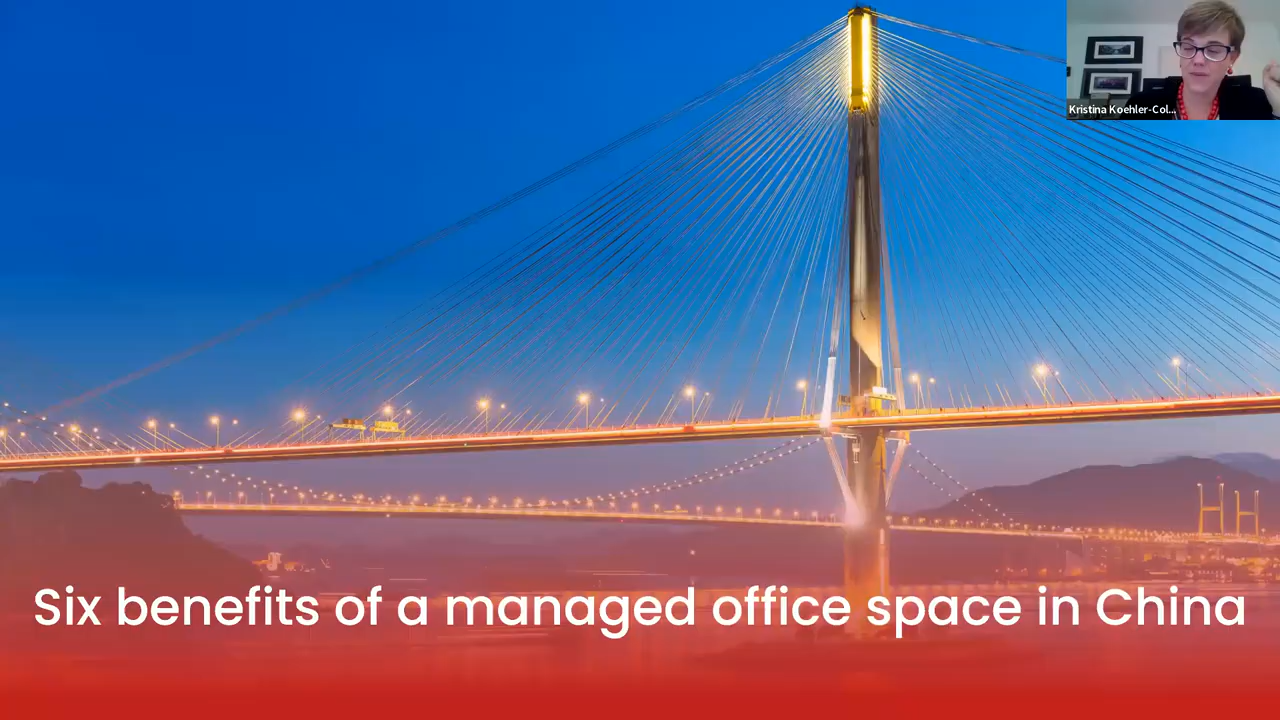 Kristina Koehler-Col...
Six benefits of a managed office space in China